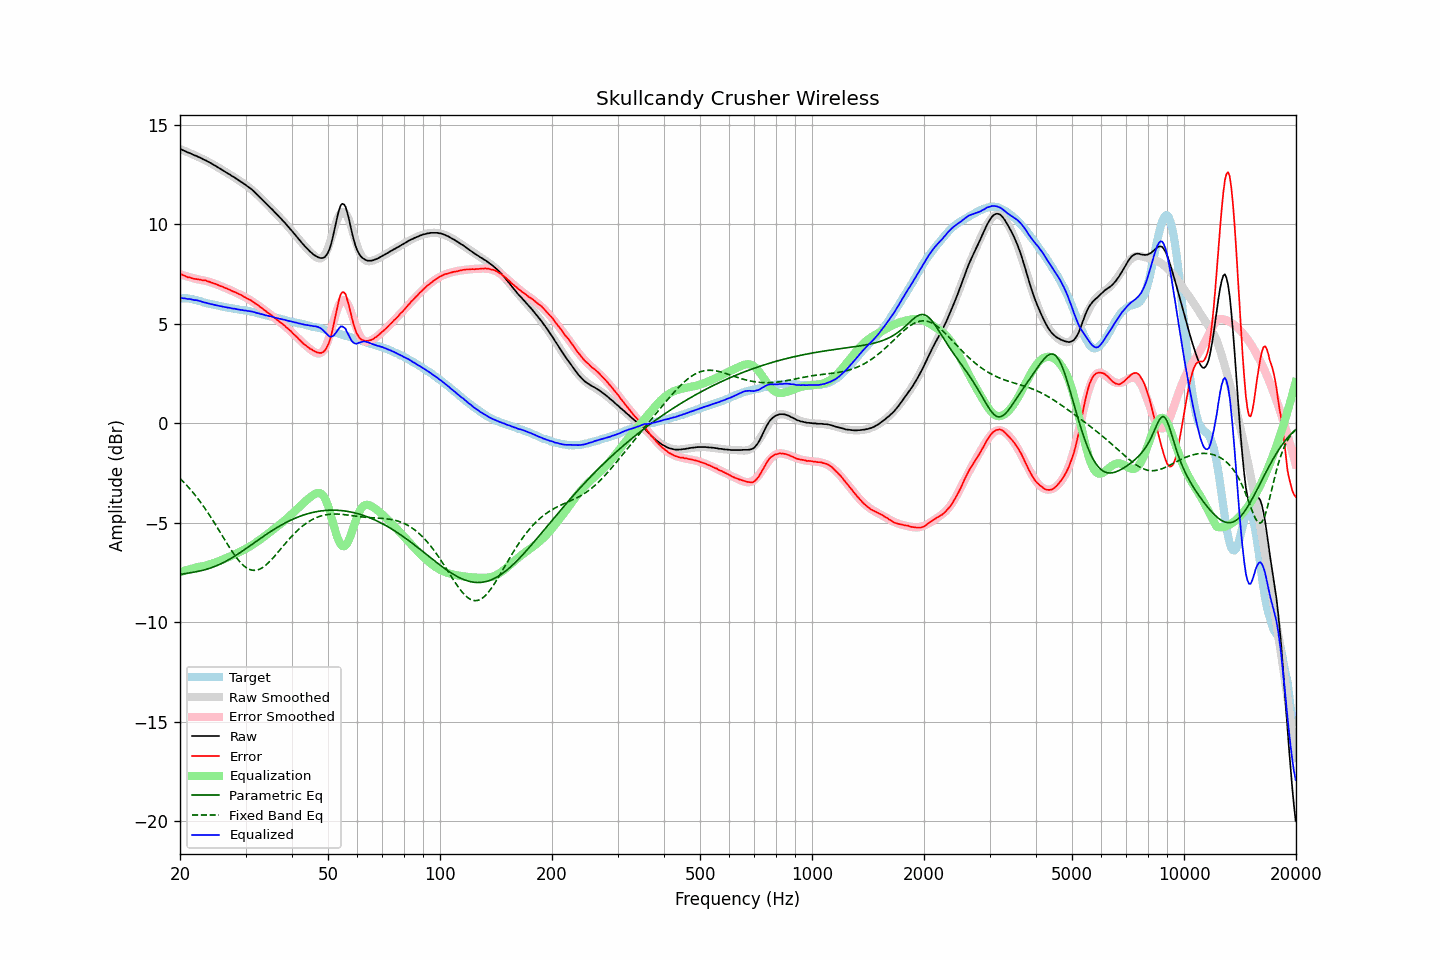 Skullcandy Crusher Wireless
Amplitude (dBr)
15
10
5
0
−5
−10
−15
−20
Target
Raw Smoothed
Error Smoothed
Raw
Error
Equalization
Parametric Eq
Fixed Band Eq
Equalized
20 50 100 200 500 1000 2000 5000 10000 20000
Frequency (Hz)